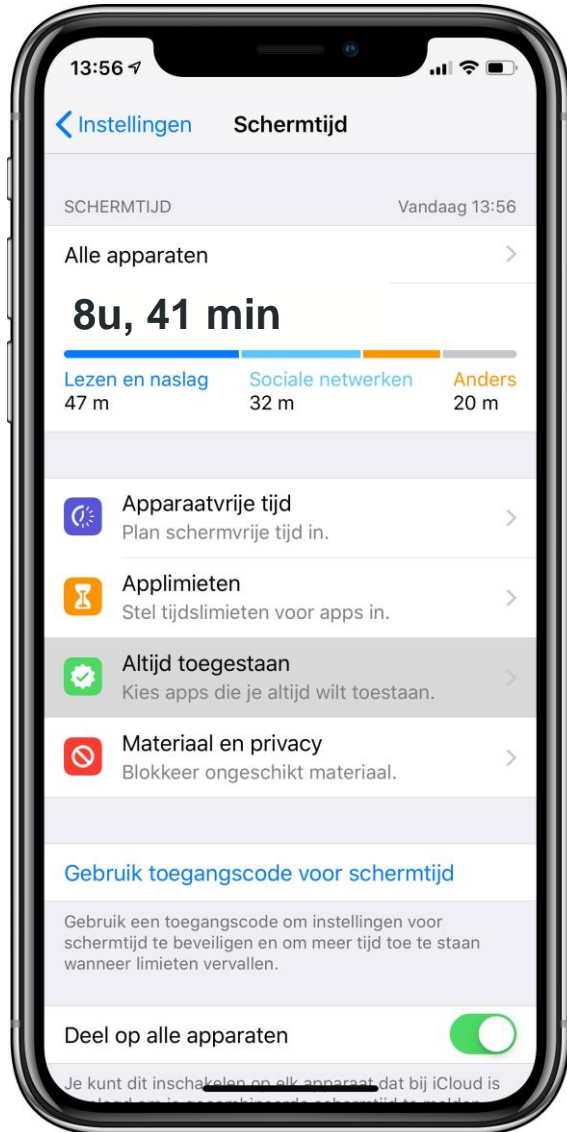 13:56
Instellingen Schermtijd
SCHERMTIJD Vandaag 13:56
Alle apparaten
8u, 41 min
Lezen en naslag Sociale netwerken Anders
47 m 32 m 20 m
Apparaatvrije tijd
Plan schermvrije tijd in.
Applimieten
Stel tijdslimieten voor apps in.
Altijd toegestaan
Kies apps die je altijd wilt toestaan.
Materiaal en privacy
Blokkeer ongeschikt materiaal.
Gebruik toegangscode voor schermtijd
Gebruik een toegangscode om instellingen voor
schermtijd te beveiligen en om meer tijd toe te staan
wanneer limieten vervallen.
Deel op alle apparaten
Je kunt dit inschakelen op elk apparaat dat bij iCloud is